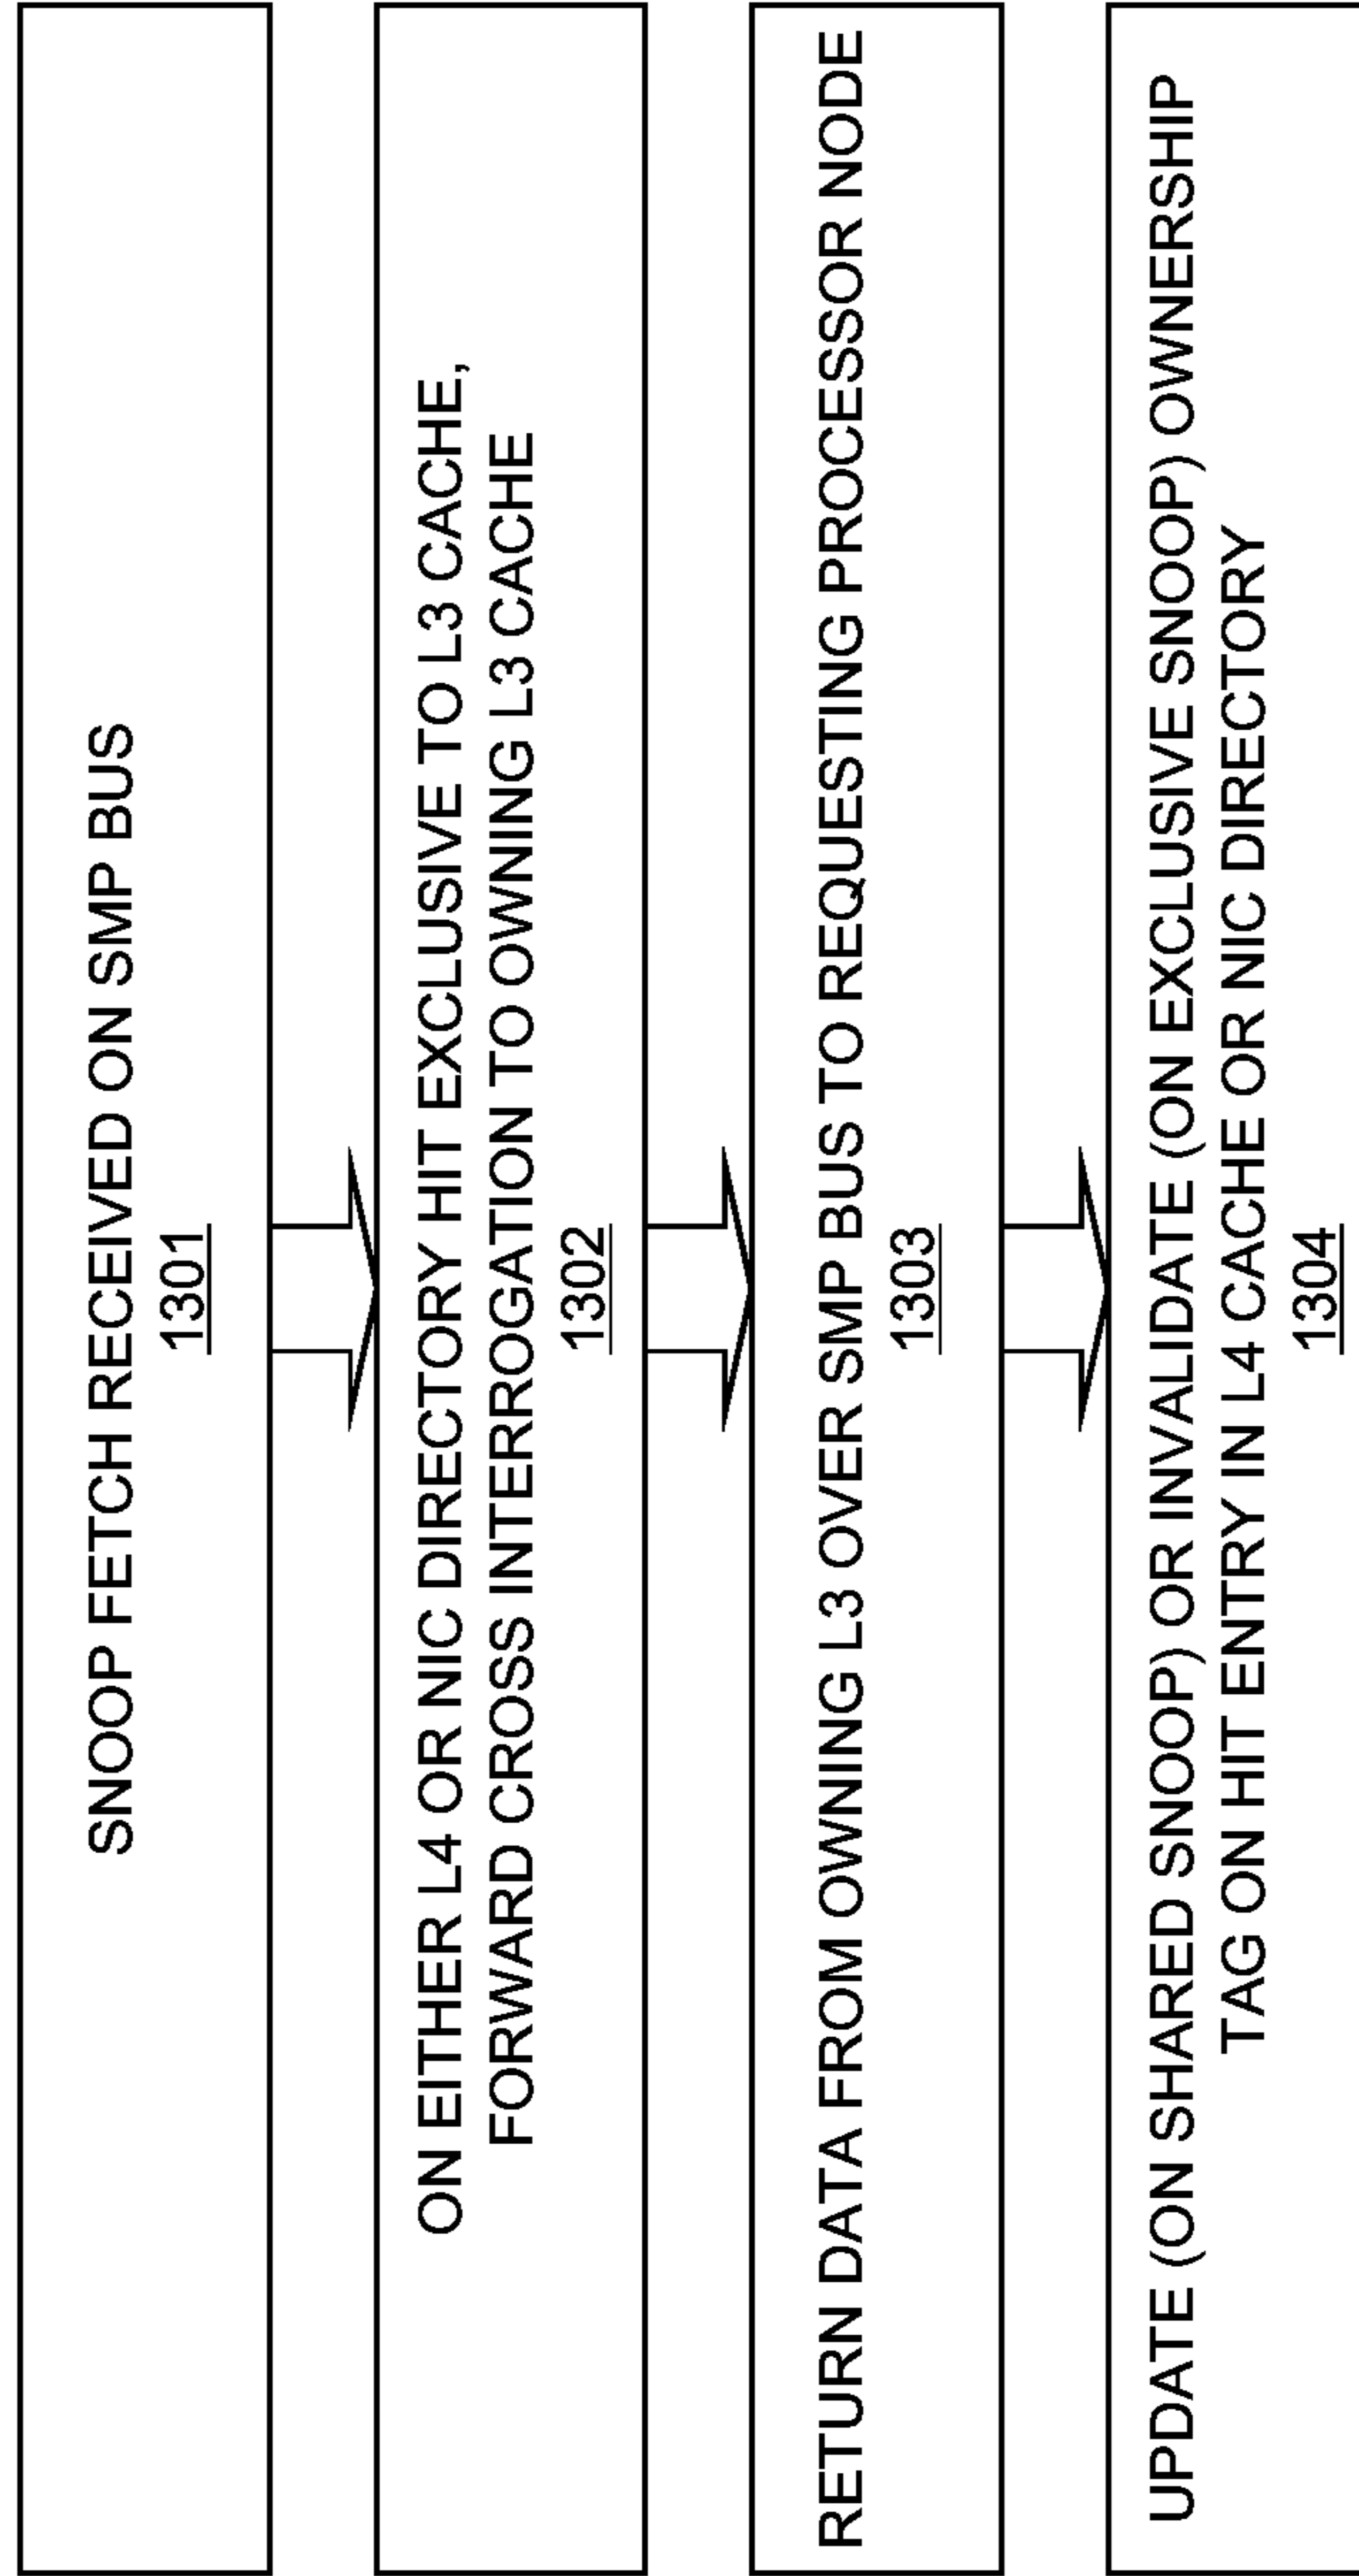 SNOOP FETCH RECEIVED ON SMP BUS
1301
ON EITHER L4 OR NIC DIRECTORY HIT EXCLUSIVE TO L3 CACHE,
FORWARD CROSS INTERROGATION TO OWNING L3 CACHE
1302
RETURN DATA FROM OWNING L3 OVER SMP BUS TO REQUESTING PROCESSOR NODE
1303
UPDATE (ON SHARED SNOOP) OR INVALIDATE (ON EXCLUSIVE SNOOP) OWNERSHIP
TAG ON HIT ENTRY IN L4 CACHE OR NIC DIRECTORY
1304